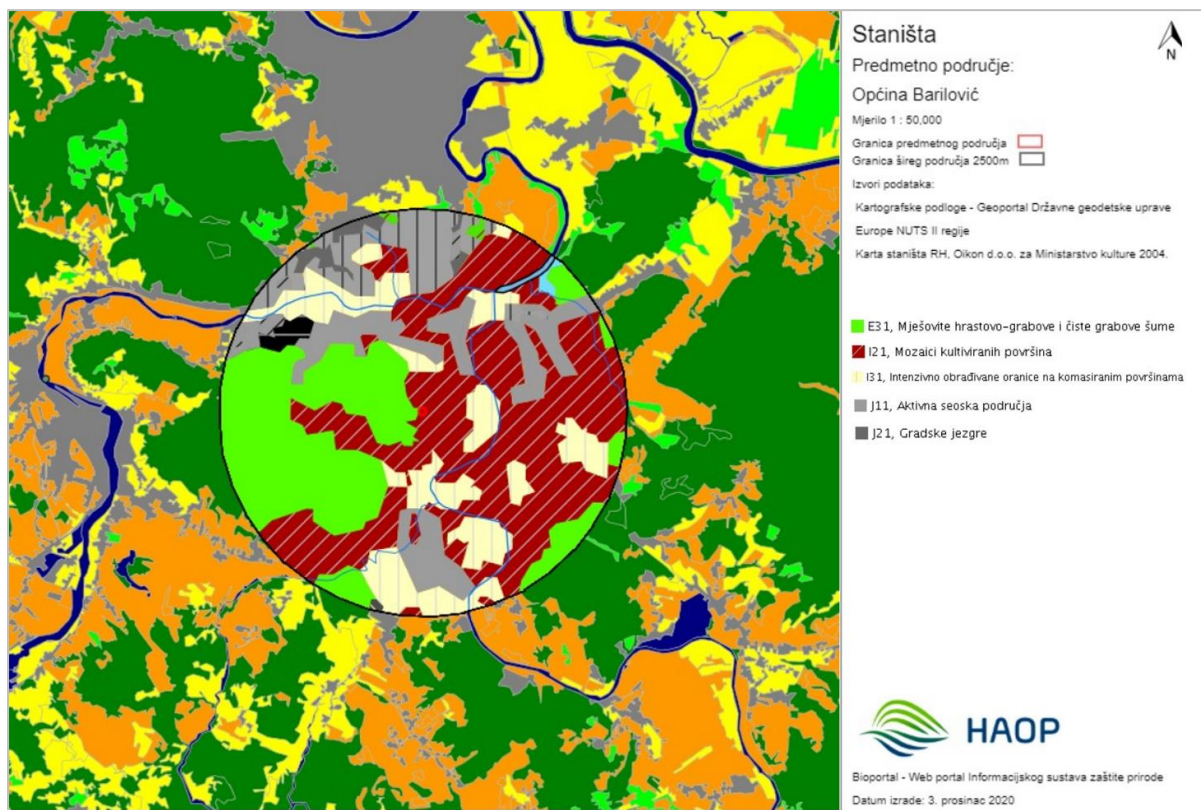 Staništa
N
Predmetno područje:
Općina Barilović
Mjerilo 1 : 50,000
Granica predmetnog područja
Granica šireg područja 2500m
Izvori podataka:
Kartografske podloge - Geoportal Državne geodetske uprave
Europe NUTS II regije
Karta staništa RH, Oikon d.o.o. za Ministarstvo kulture 2004.
E31, Mješovite hrastovo-grabove i čiste grabove šume
I21, Mozaici kultiviranih površina
I31, Intenzivno obrađivane oranice na komasiranim površinama
J11, Aktivna seoska područja
J21, Gradske jezgre
HAOP
Bioportal - Web portal Informacijskog sustava zaštite prirode
Datum izrade: 3. prosinac 2020